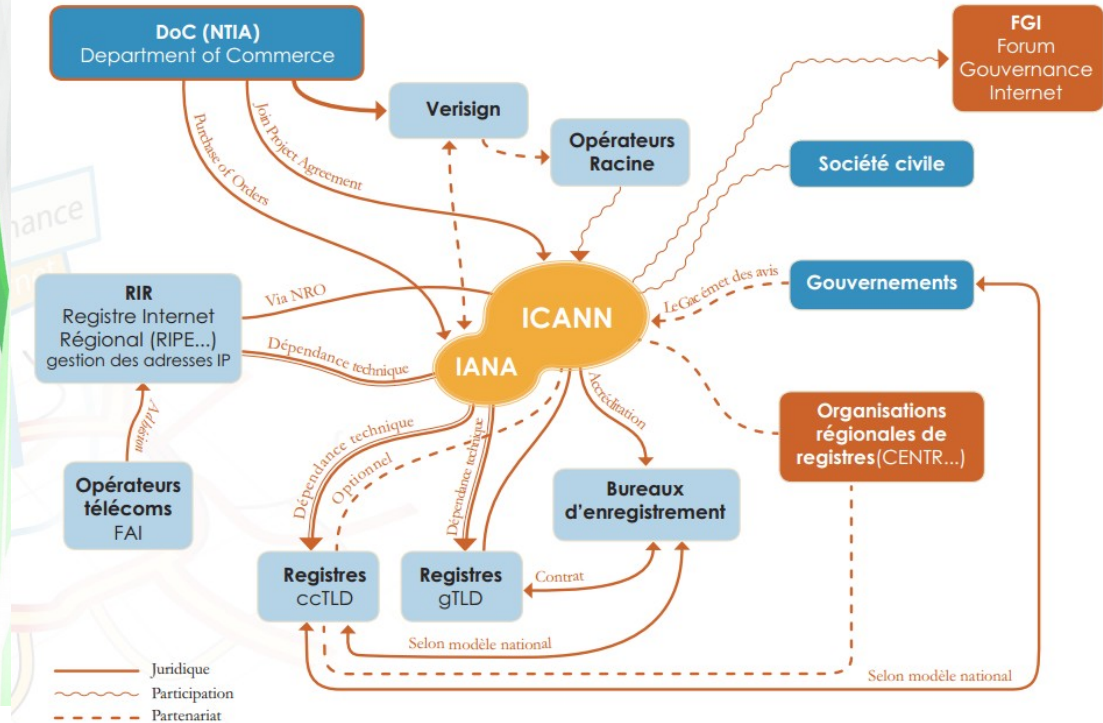 DoC (NTIA)
Department of Commerce
FGI
Forum
Gouvernance
Internet
Verisign
Opérateurs
Racine
Société civile
Purchase of Orders
Join Project Agreement
nance
RIR
Registre Internet
Régional (RIPE...)
gestion des adresses IP
Via NRO
Dépendance technique
ICANN
IANA
LeGac émet des avis
Gouvernements
Adhésion
Opérateurs
télécoms
FAI
Dépendance technique
Optionnel
Dépendance technique
Accréditation
Organisations
régionales de
registres(CENTR...)
Bureaux
d'enregistrement
Registres
ccTLD
Registres
gTLD
Contrat
Selon modèle national
Selon modèle national
Juridique
Participation
Partenariat